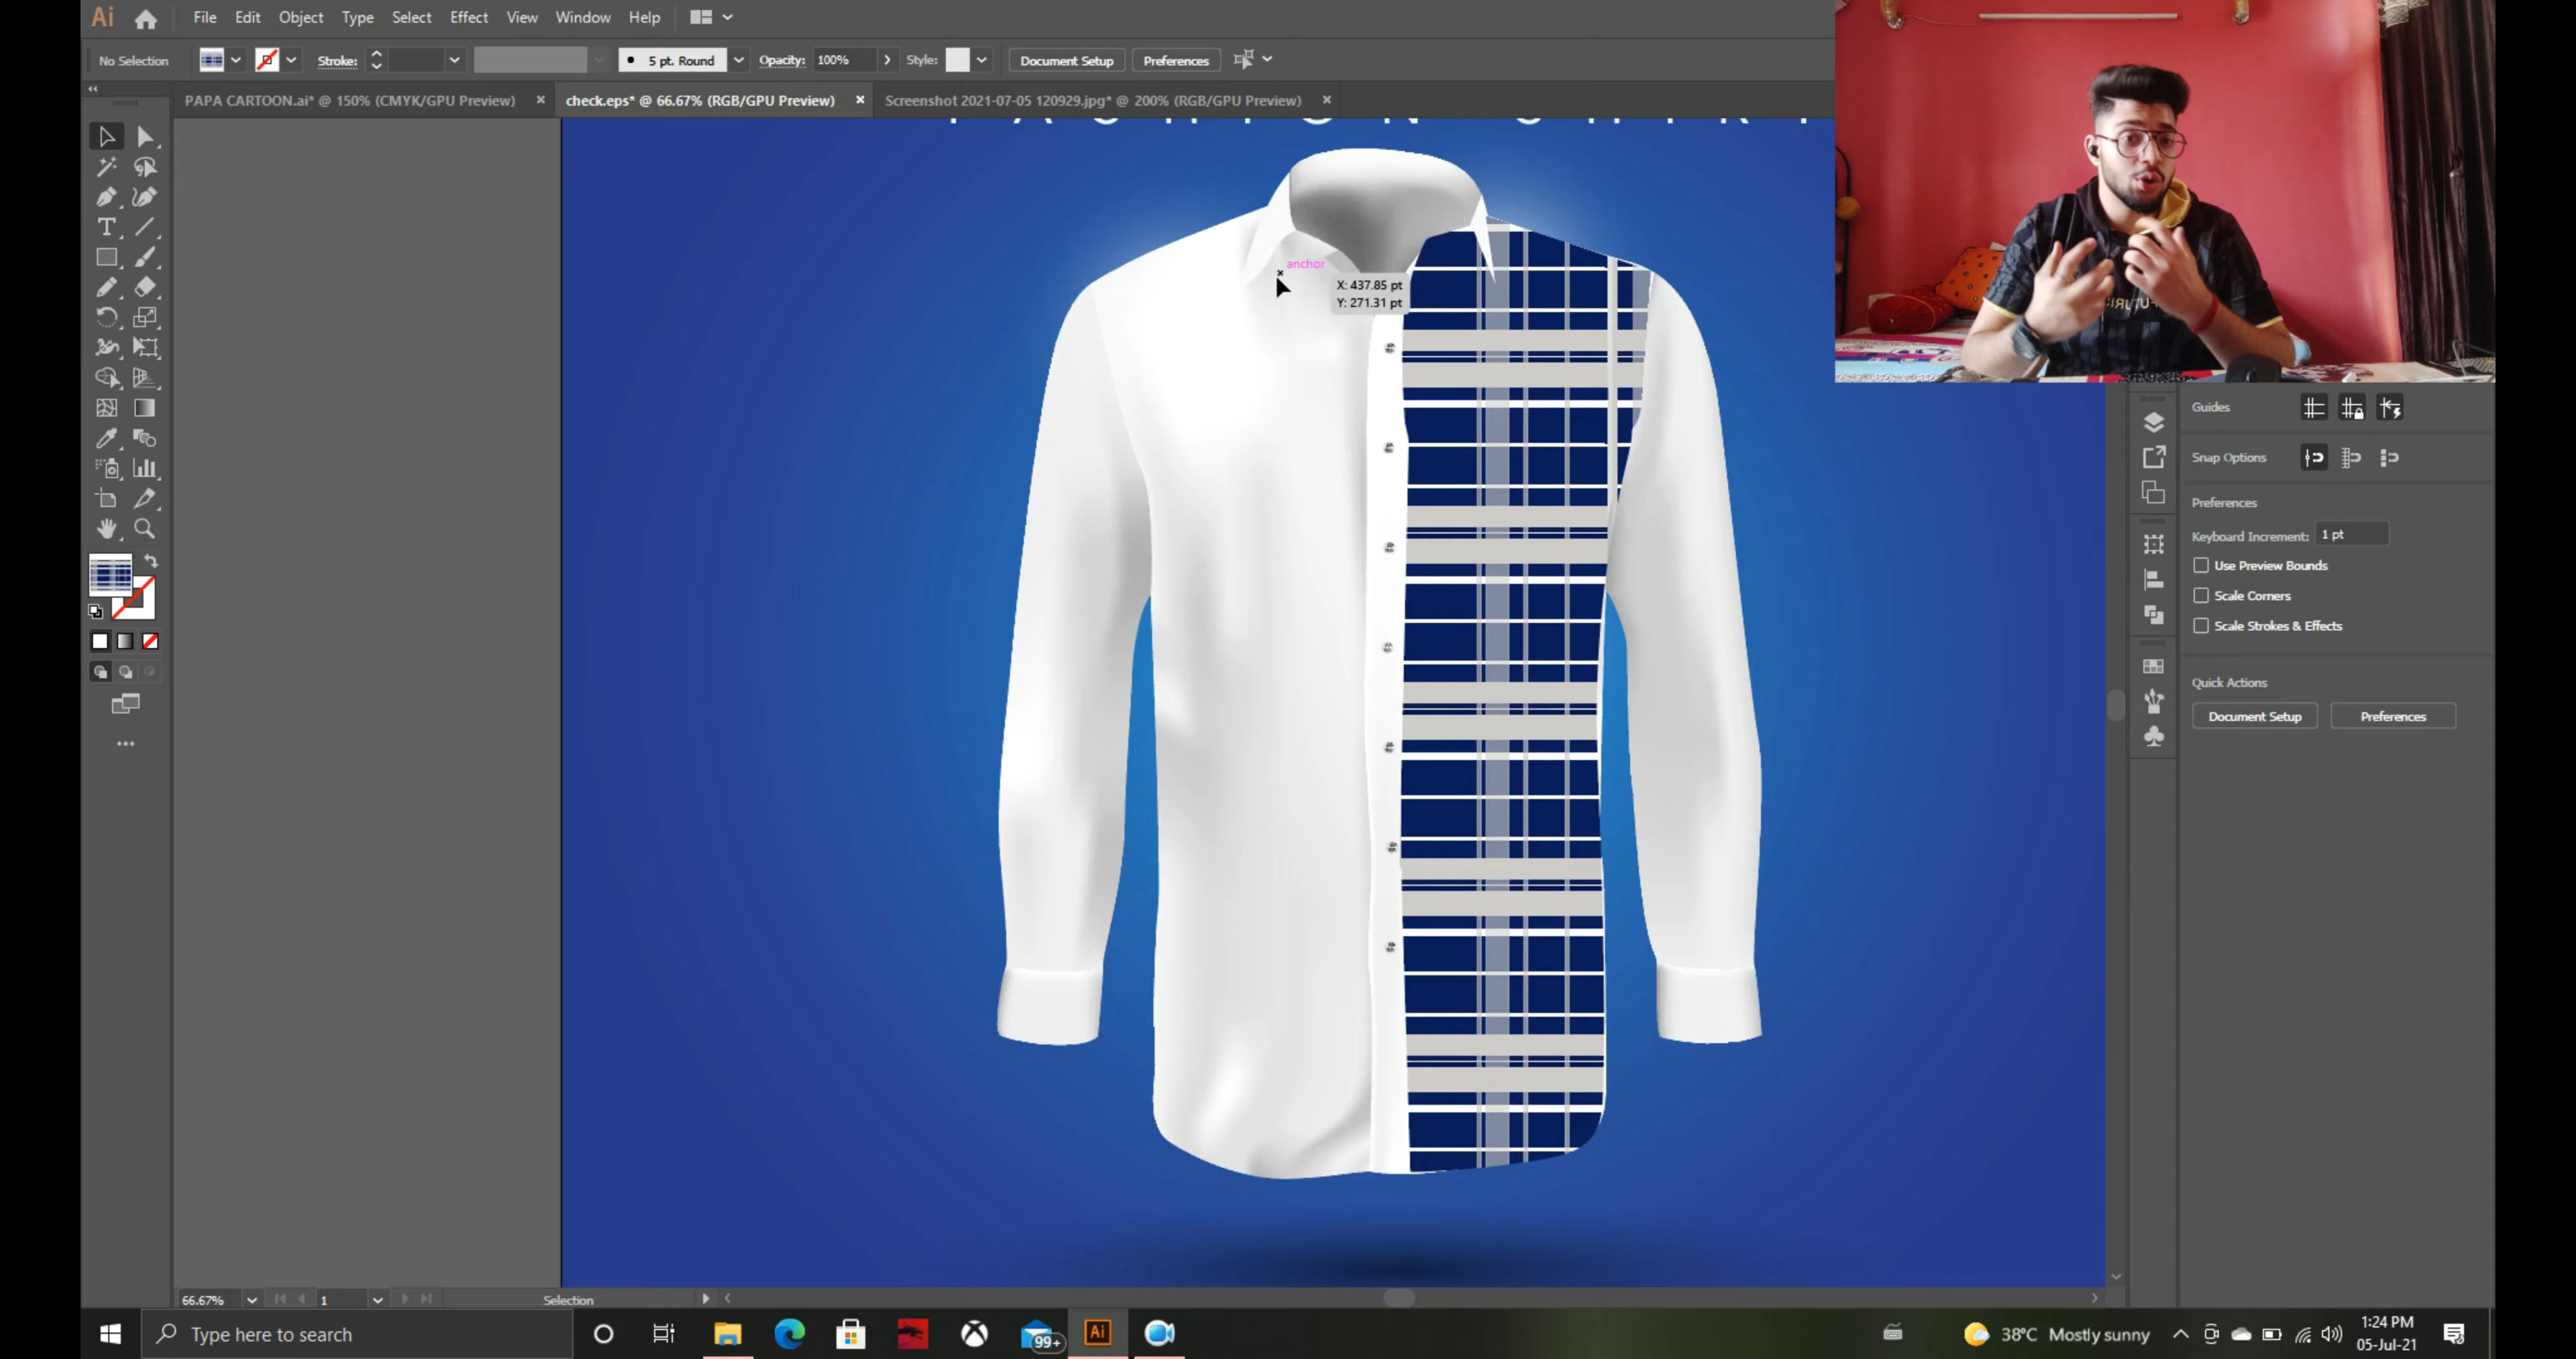 Ai File Edit Object Type Select Effect View Window Help
No Selection Stroke: 5 pt. Round Opacity: 100% Style: Document Setup Preferences
PAPA CARTOON.ai* @ 150% (CMYK/GPU Preview) × check.eps* @ 66.67% (RGB/GPU Preview) × Screenshot 2021-07-05 120929.jpg* @ 200% (RGB/GPU Preview) ×
anchor
X: 437.85 pt
Y: 271.31 pt
Guides
Snap Options
Preferences
Keyboard Increment: 1 pt
Use Preview Bounds
Scale Corners
Scale Strokes & Effects
Quick Actions
Document Setup Preferences
66.67% 1 Selection
Type here to search
99+
Ai
38°C Mostly sunny
1:24 PM
05-Jul-21